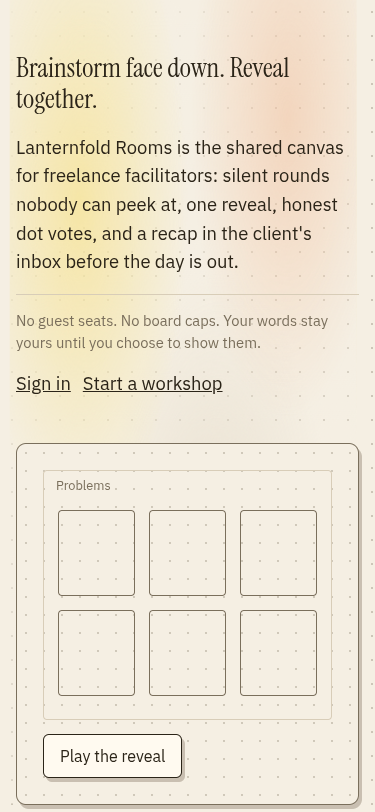 Brainstorm face down. Reveal
together.
Lanternfold Rooms is the shared canvas
for freelance facilitators: silent rounds
nobody can peek at, one reveal, honest
dot votes, and a recap in the client's
inbox before the day is out.
No guest seats. No board caps. Your words stay
yours until you choose to show them.
Sign in Start a workshop
Problems
Play the reveal